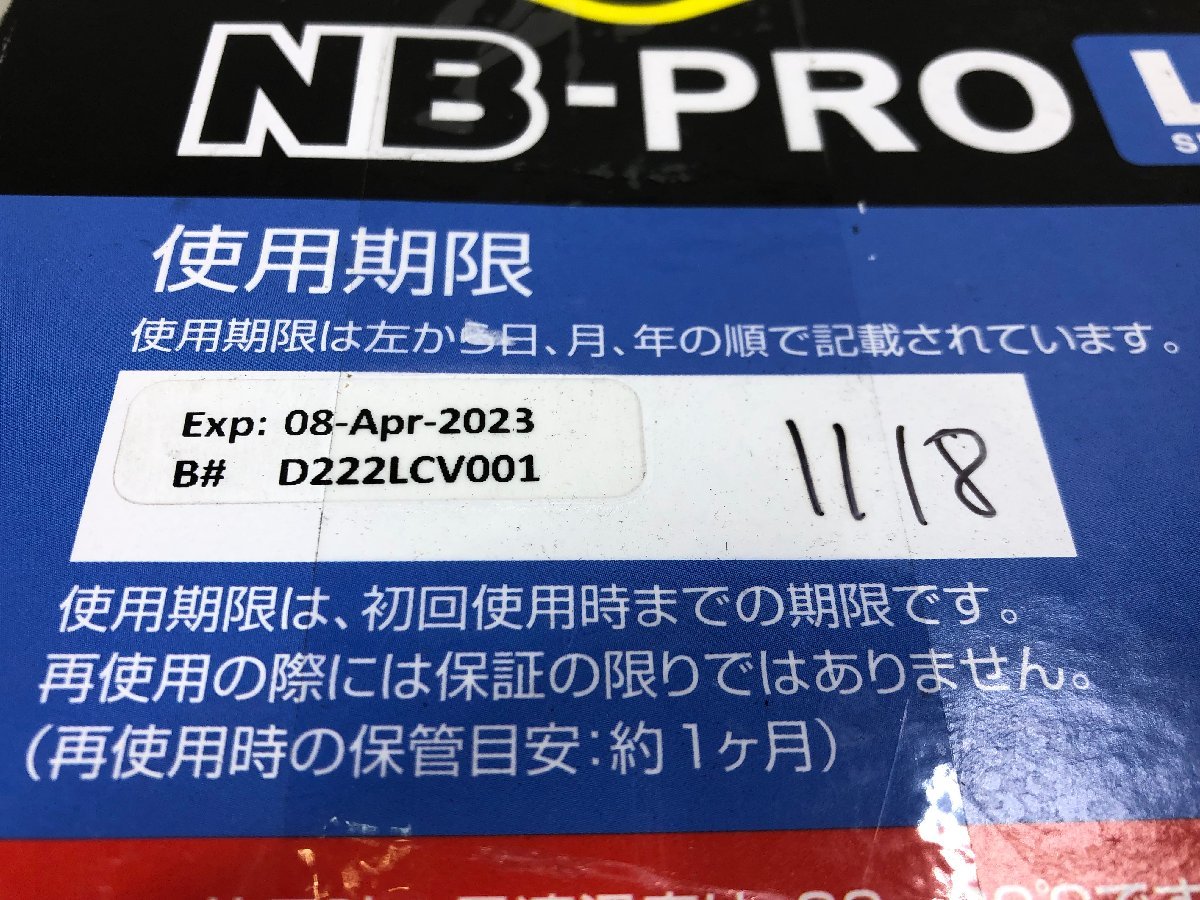 NB-PRO L
使用期限
使用期限は左から日、月、年の順で記載されています。
Exp: 08-Apr-2023
B# D222LCV001
1118
使用期限は、初回使用時までの期限です。
再使用の際には保証の限りではありません。
（再使用時の保管目安：約1ヶ月）